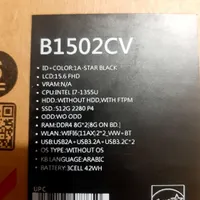 B1502CV
• ID+COLOR:1A-STAR BLACK
• LCD:15.6 FHD
• VRAM:N/A
• CPU:INTEL I7-1355U
• HDD:WITHOUT HDD,WITH FTPM
• SSD:512G 2280 P4
• ODD:WO ODD
• RAM:DDR4 8G*2(8G ON BD)
• WLAN:WIFI6(11AX)2*2_WW+BT
• USB:USB2A+USB3.2A+USB3.2C*2
• OS TYPE:WITHOUT OS
• KB LANGUAGE:ARABIC
• BATTERY:3CELL 42WH
UPC